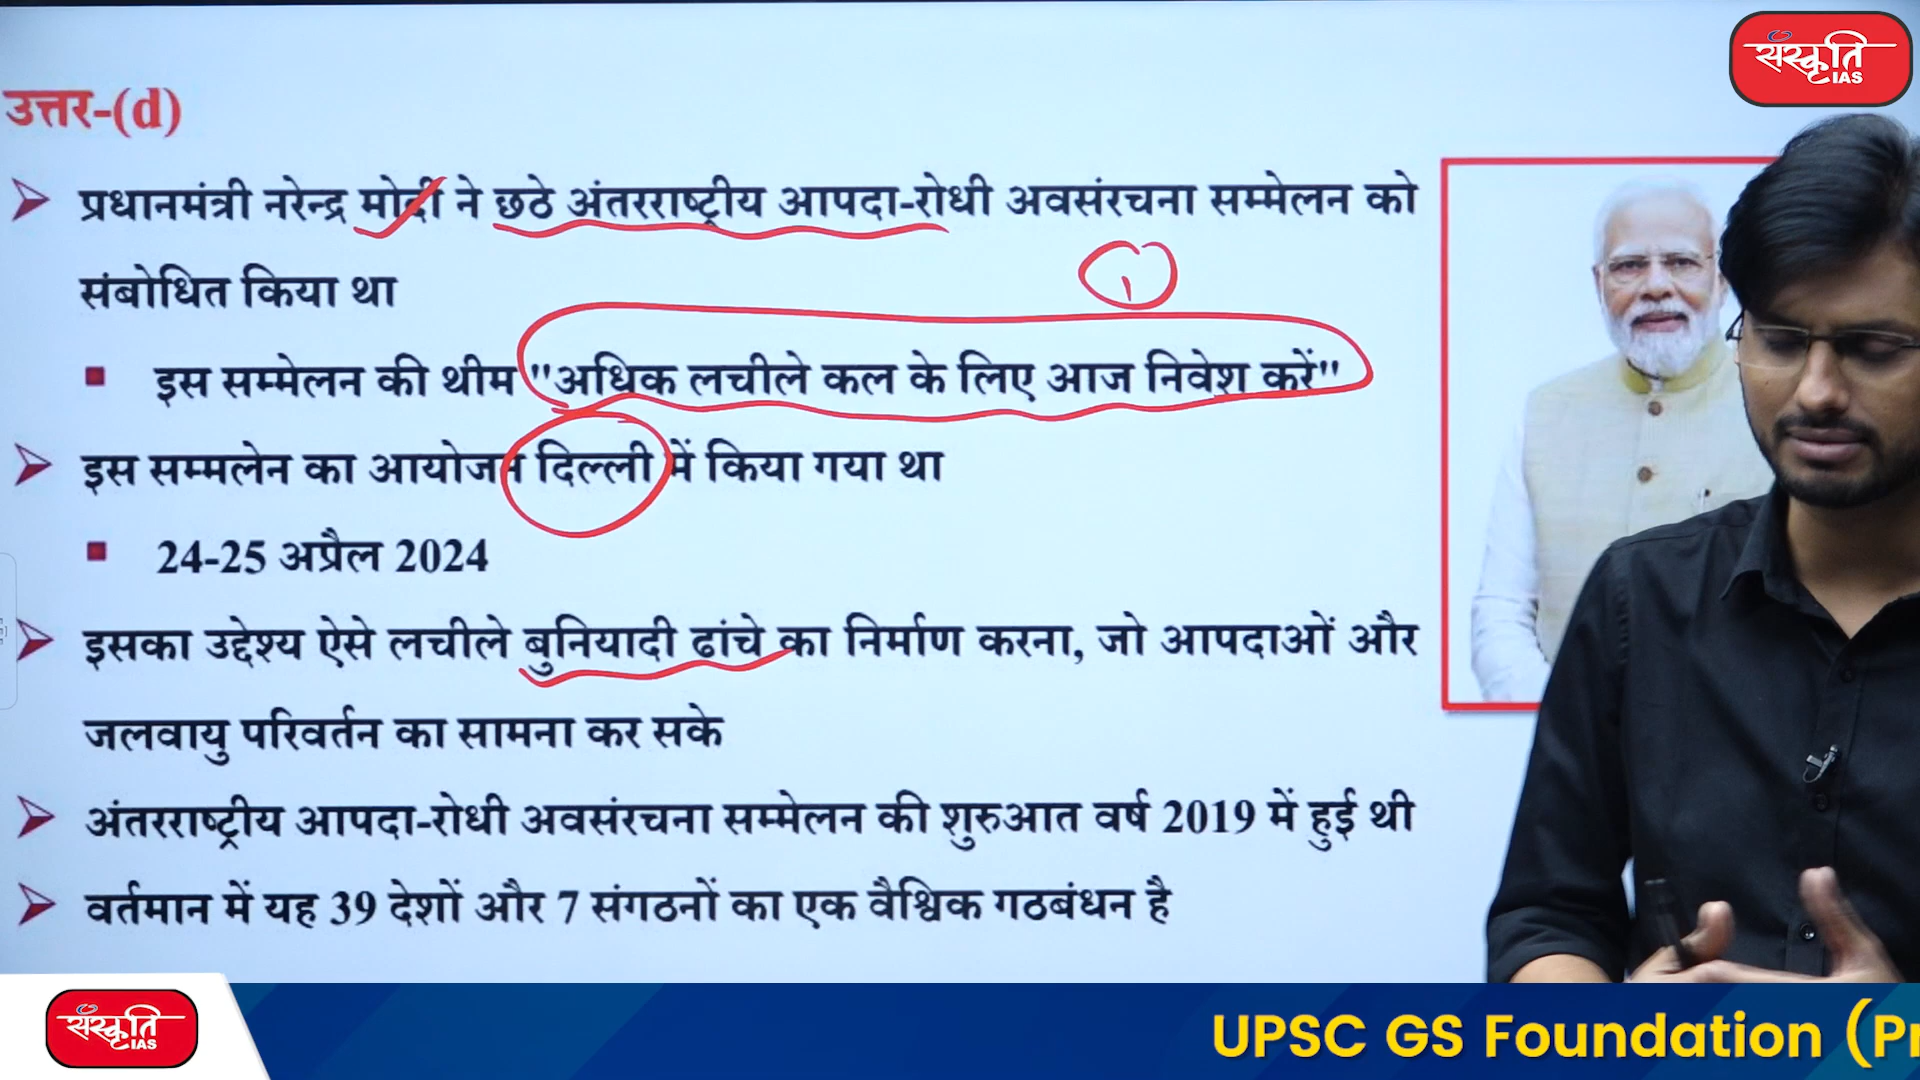 संस्कृति
IAS
उत्तर-(d)
प्रधानमंत्री नरेन्द्र मोदी ने छठे अंतरराष्ट्रीय आपदा-रोधी अवसंरचना सम्मेलन को
संबोधित किया था
1
इस सम्मेलन की थीम "अधिक लचीले कल के लिए आज निवेश करें"
इस सम्मलेन का आयोजन दिल्ली में किया गया था
24-25 अप्रैल 2024
इसका उद्देश्य ऐसे लचीले बुनियादी ढांचे का निर्माण करना, जो आपदाओं और
जलवायु परिवर्तन का सामना कर सके
अंतरराष्ट्रीय आपदा-रोधी अवसंरचना सम्मेलन की शुरुआत वर्ष 2019 में हुई थी
वर्तमान में यह 39 देशों और 7 संगठनों का एक वैश्विक गठबंधन है
संस्कृति
IAS
UPSC GS Foundation (Pr